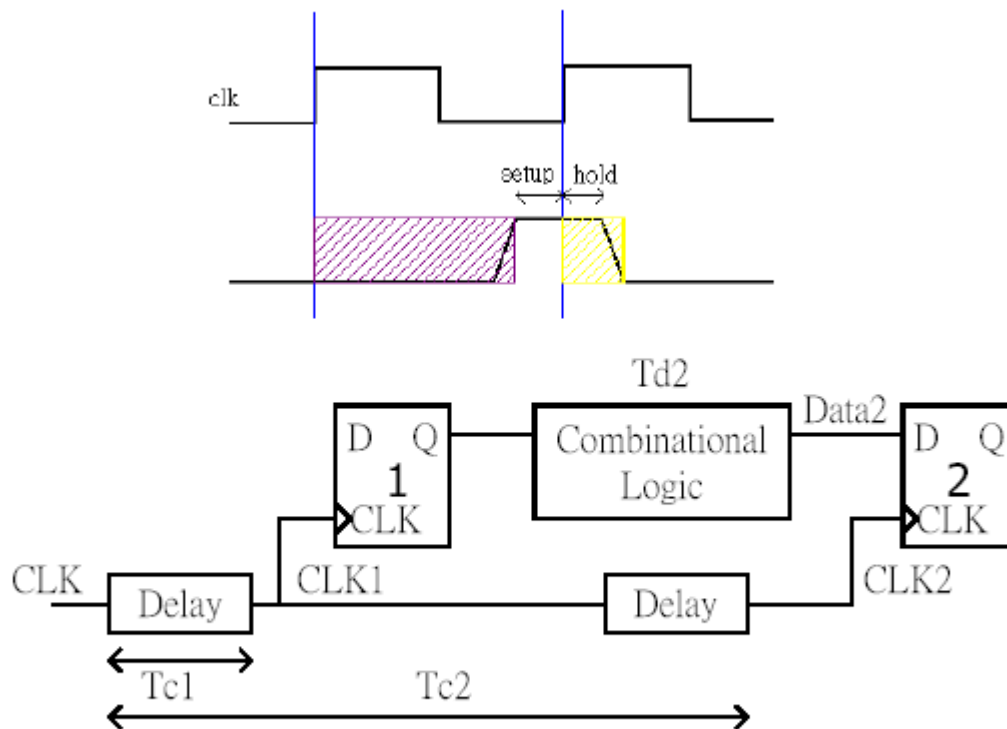 clk
setup hold
Td2
D Q
1
CLK
Combinational
Logic
Data2
D Q
2
CLK
CLK
Delay
CLK1
Delay
CLK2
Tc1
Tc2